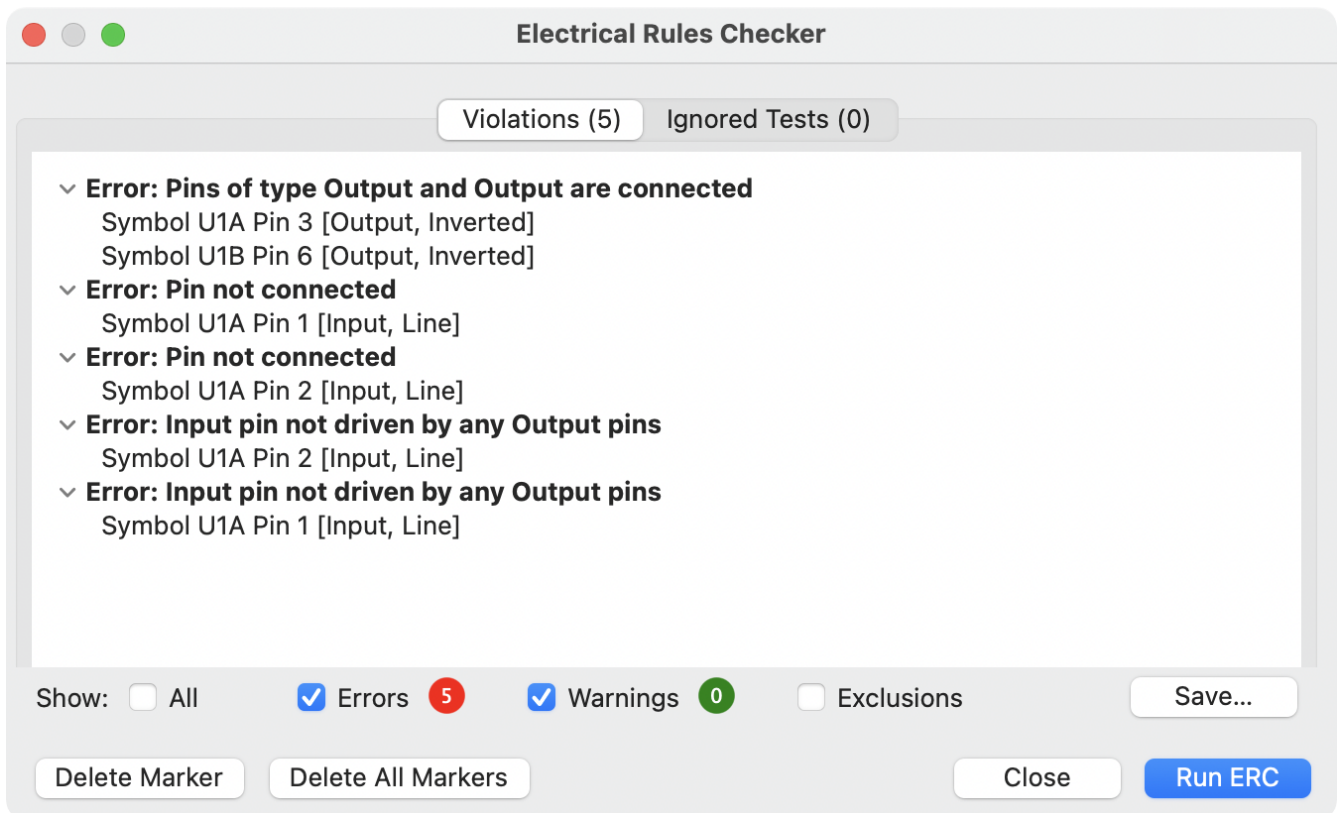 Electrical Rules Checker
Violations (5) Ignored Tests (0)
Error: Pins of type Output and Output are connected
Symbol U1A Pin 3 [Output, Inverted]
Symbol U1B Pin 6 [Output, Inverted]
Error: Pin not connected
Symbol U1A Pin 1 [Input, Line]
Error: Pin not connected
Symbol U1A Pin 2 [Input, Line]
Error: Input pin not driven by any Output pins
Symbol U1A Pin 2 [Input, Line]
Error: Input pin not driven by any Output pins
Symbol U1A Pin 1 [Input, Line]
Show: All Errors 5 Warnings 0 Exclusions Save...
Delete Marker Delete All Markers Close Run ERC